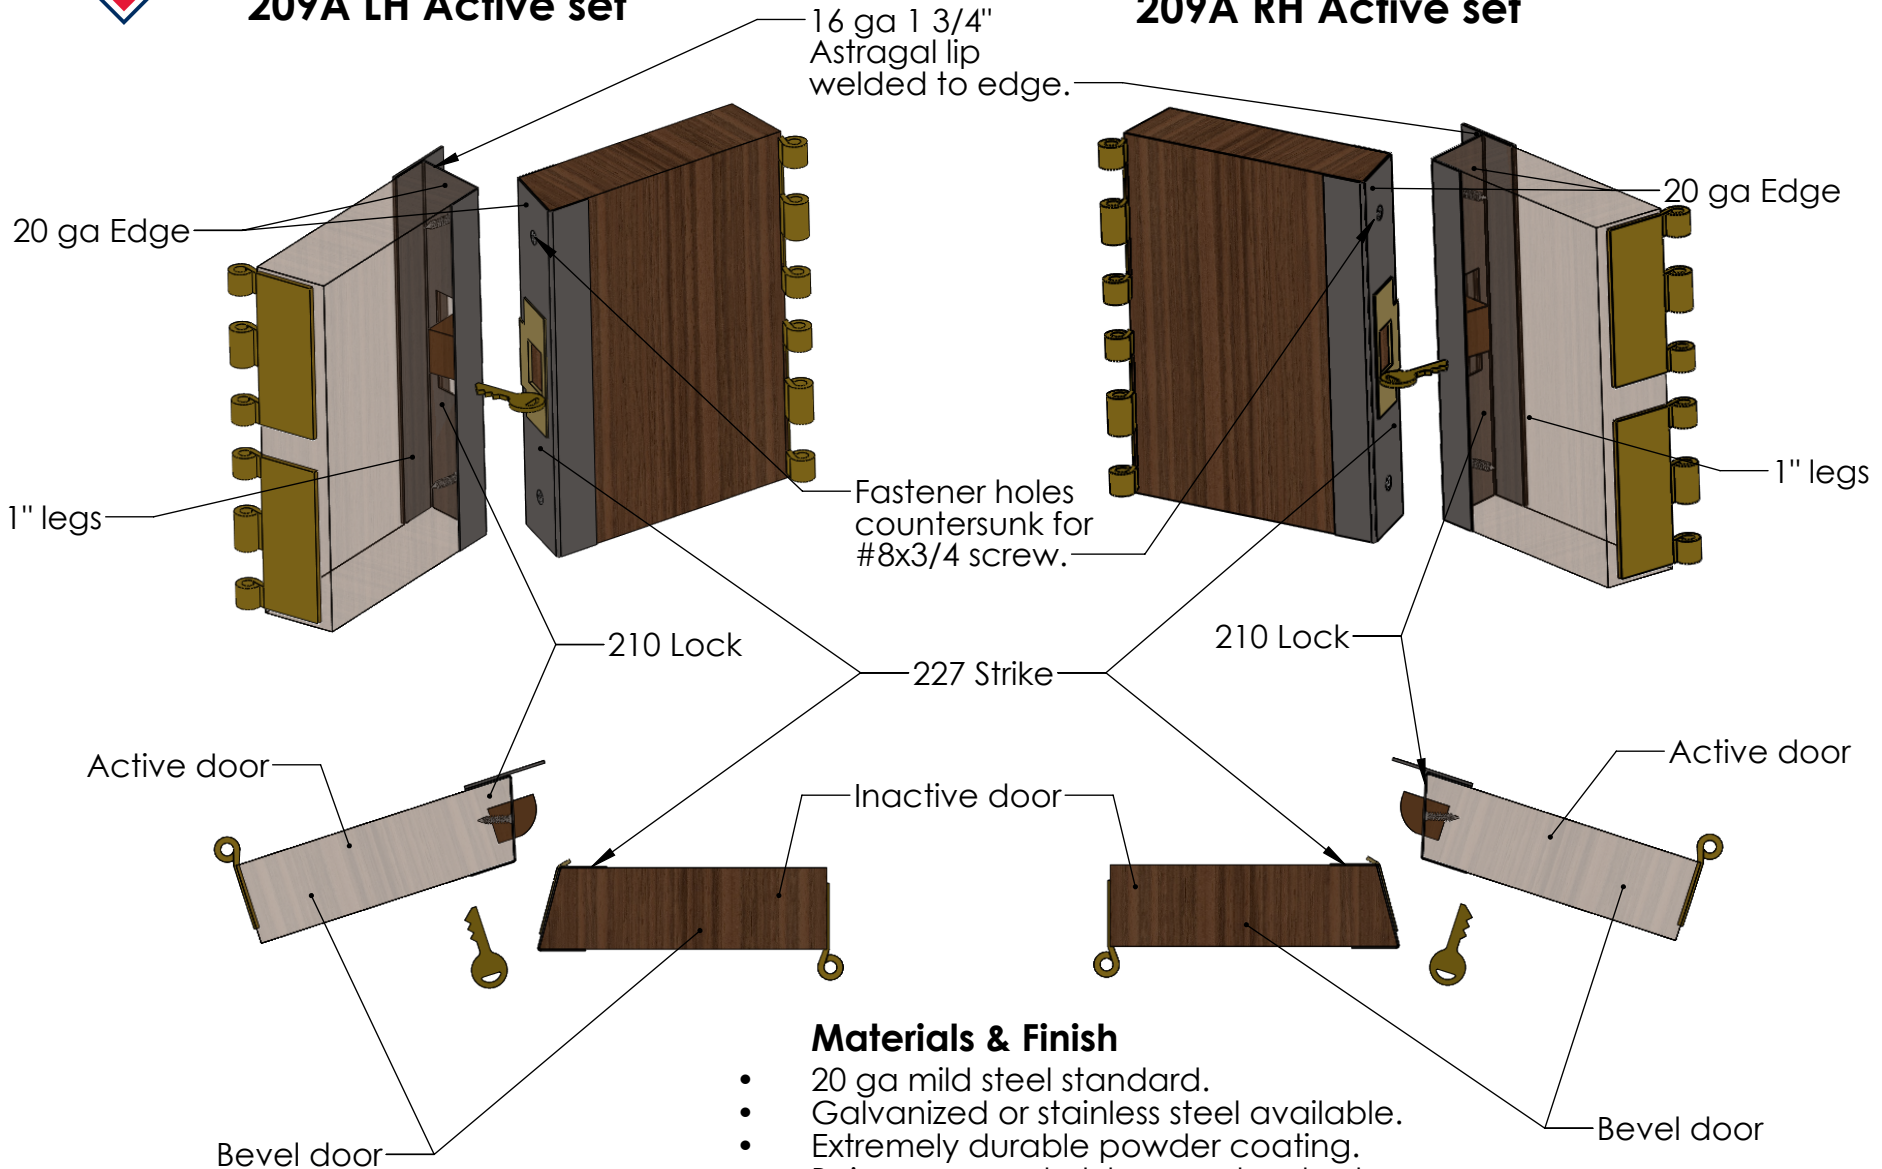 209A LH Active set
209A RH Active set
16 ga 1 3/4"
Astragal lip
welded to edge.
20 ga Edge
20 ga Edge
1" legs
1" legs
Fastener holes
countersunk for
#8x3/4 screw.
210 Lock
210 Lock
227 Strike
Active door
Active door
Inactive door
Bevel door
Bevel door
Materials & Finish
• 20 ga mild steel standard.
• Galvanized or stainless steel available.
• Extremely durable powder coating.